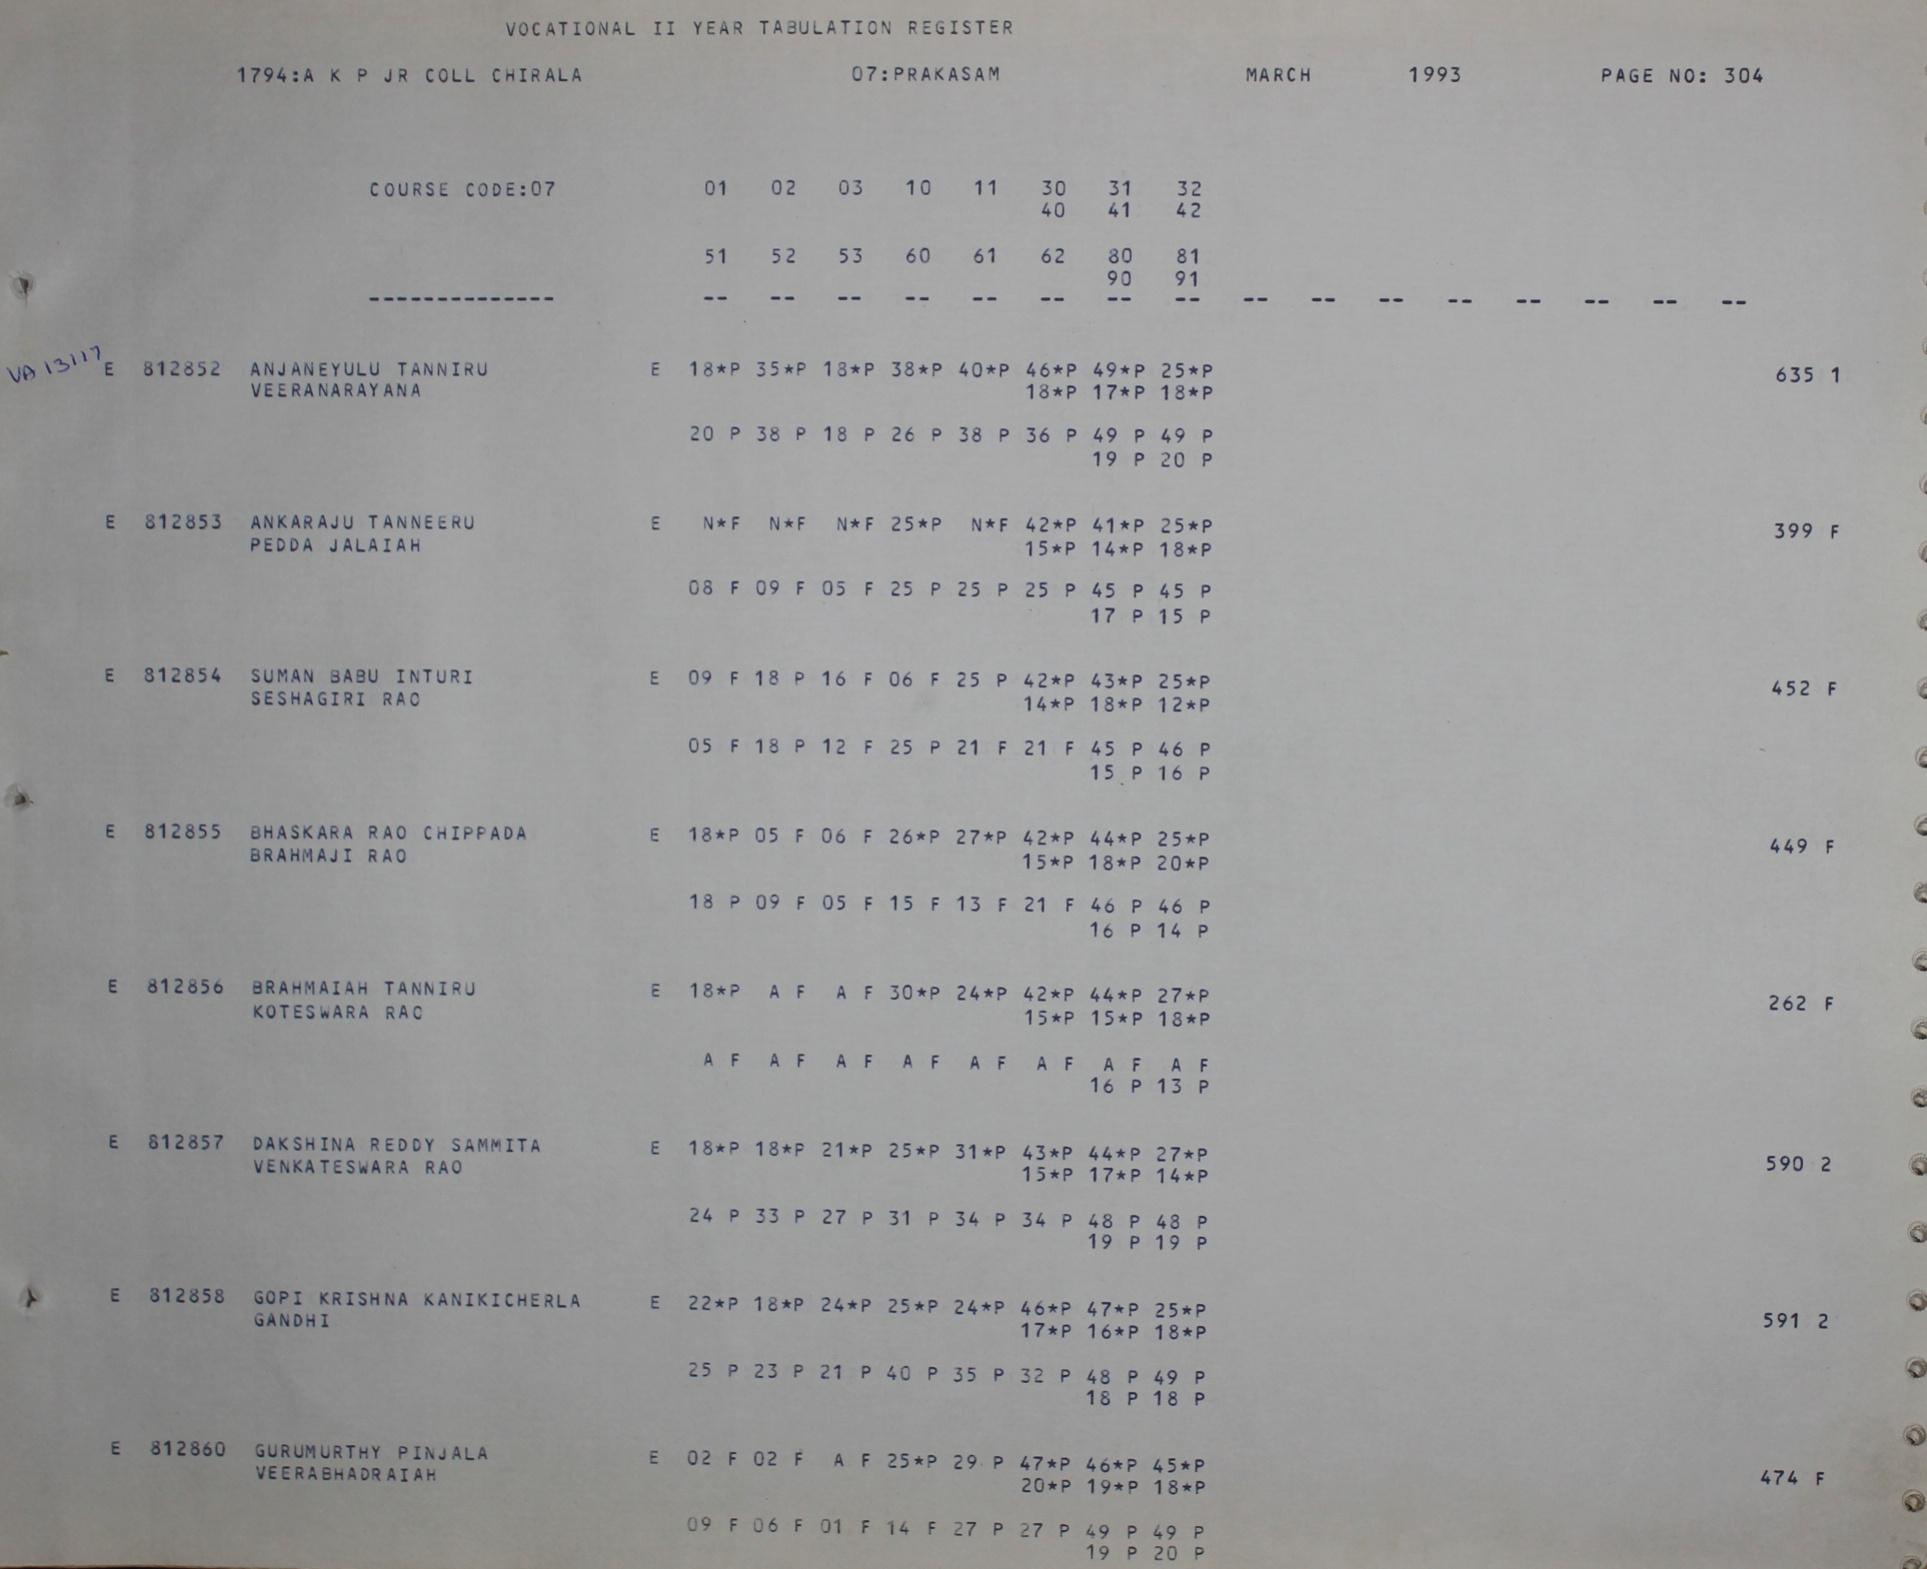 VOCATIONAL II YEAR TABULATION REGISTER
1794:A K P JR COLL CHIRALA 07:PRAKASAM MARCH 1993 PAGE NO: 304
COURSE CODE:07 01 02 03 10 11 30 31 32
40 41 42
51 52 53 60 61 62 80 81
90 91
-------------- -- -- -- -- -- -- -- -- -- -- -- -- -- -- -- --
VA 13117
E 812852 ANJANEYULU TANNIRU E 18*P 35*P 18*P 38*P 40*P 46*P 49*P 25*P 635 1
VEERANARAYANA 18*P 17*P 18*P
20 P 38 P 18 P 26 P 38 P 36 P 49 P 49 P
19 P 20 P
E 812853 ANKARAJU TANNEERU E N*F N*F N*F 25*P N*F 42*P 41*P 25*P 399 F
PEDDA JALAIAH 15*P 14*P 18*P
08 F 09 F 05 F 25 P 25 P 25 P 45 P 45 P
17 P 15 P
E 812854 SUMAN BABU INTURI E 09 F 18 P 16 F 06 F 25 P 42*P 43*P 25*P 452 F
SESHAGIRI RAO 14*P 18*P 12*P
05 F 18 P 12 F 25 P 21 F 21 F 45 P 46 P
15 P 16 P
E 812855 BHASKARA RAO CHIPPADA E 18*P 05 F 06 F 26*P 27*P 42*P 44*P 25*P 449 F
BRAHMAJI RAO 15*P 18*P 20*P
18 P 09 F 05 F 15 F 13 F 21 F 46 P 46 P
16 P 14 P
E 812856 BRAHMAIAH TANNIRU E 18*P A F A F 30*P 24*P 42*P 44*P 27*P 262 F
KOTESWARA RAO 15*P 15*P 18*P
A F A F A F A F A F A F A F A F
16 P 13 P
E 812857 DAKSHINA REDDY SAMMITA E 18*P 18*P 21*P 25*P 31*P 43*P 44*P 27*P 590 2
VENKATESWARA RAO 15*P 17*P 14*P
24 P 33 P 27 P 31 P 34 P 34 P 48 P 48 P
19 P 19 P
E 812858 GOPI KRISHNA KANIKICHERLA E 22*P 18*P 24*P 25*P 24*P 46*P 47*P 25*P 591 2
GANDHI 17*P 16*P 18*P
25 P 23 P 21 P 40 P 35 P 32 P 48 P 49 P
18 P 18 P
E 812860 GURUMURTHY PINJALA E 02 F 02 F A F 25*P 29 P 47*P 46*P 45*P 474 F
VEERABHADRAIAH 20*P 19*P 18*P
09 F 06 F 01 F 14 F 27 P 27 P 49 P 49 P
19 P 20 P